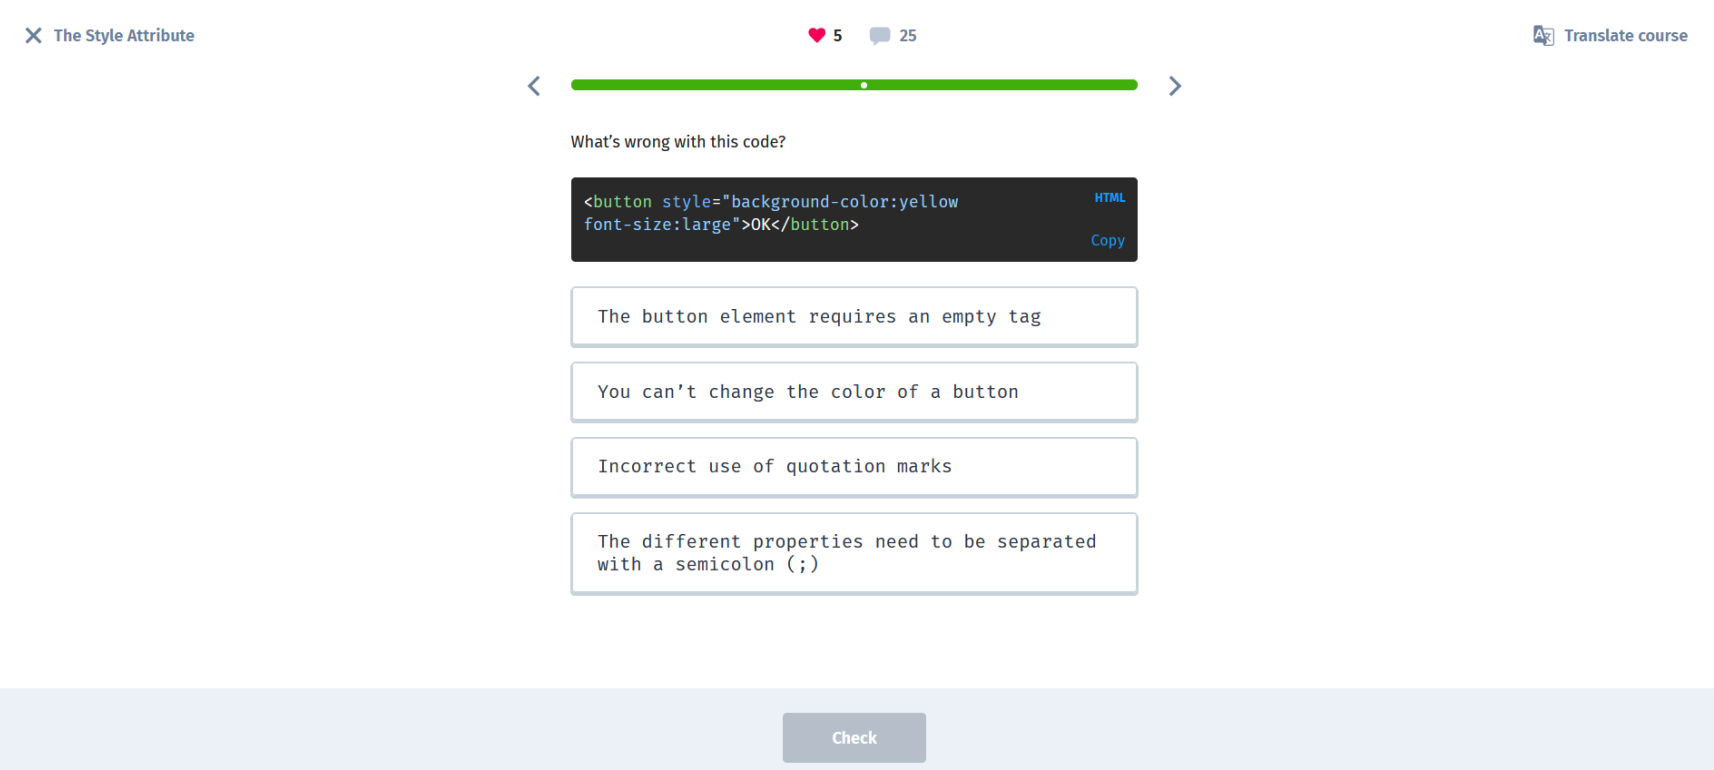 The Style Attribute
5
25
Translate course
What’s wrong with this code?
<button style="background-color:yellow
font-size:large">OK</button>
HTML
Copy
The button element requires an empty tag
You can’t change the color of a button
Incorrect use of quotation marks
The different properties need to be separated
with a semicolon (;)
Check